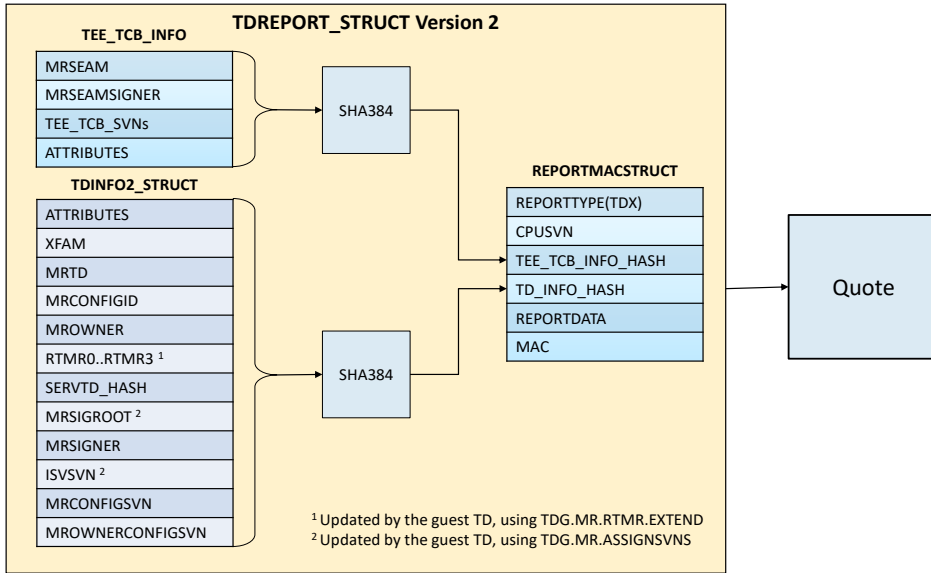 TDREPORT_STRUCT Version 2
TEE_TCB_INFO
MRSEAM
MRSEAMSIGNER
TEE_TCB_SVNs
ATTRIBUTES
SHA384
TDINFO2_STRUCT
ATTRIBUTES
XFAM
MRTD
MRCONFIGID
MROWNER
RTMR0..RTMR3 ¹
SERVTD_HASH
MRSIGROOT ²
MRSIGNER
ISVSVN ²
MRCONFIGSVN
MROWNERCONFIGSVN
SHA384
REPORTMACSTRUCT
REPORTTYPE(TDX)
CPUSVN
TEE_TCB_INFO_HASH
TD_INFO_HASH
REPORTDATA
MAC
Quote
¹ Updated by the guest TD, using TDG.MR.RTMR.EXTEND
² Updated by the guest TD, using TDG.MR.ASSIGNSVNS